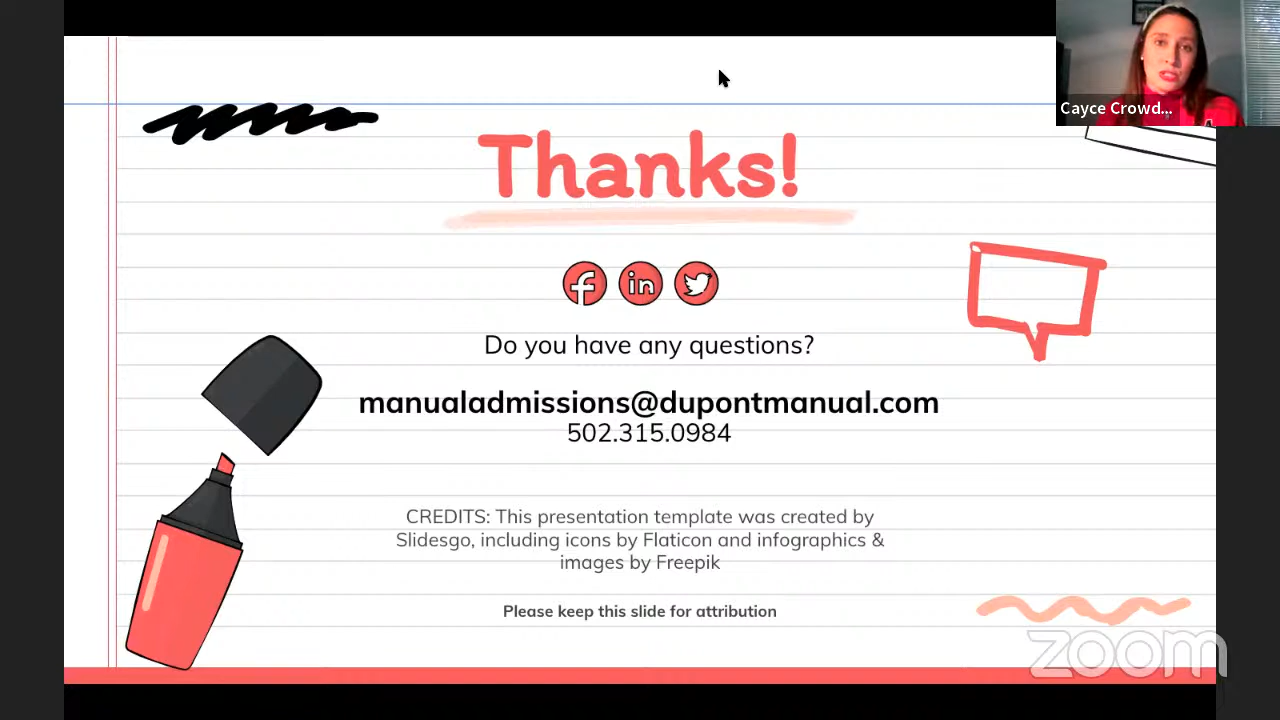 Cayce Crowd...
Thanks!
Do you have any questions?
manualadmissions@dupontmanual.com
502.315.0984
CREDITS: This presentation template was created by
Slidesgo, including icons by Flaticon and infographics &
images by Freepik
Please keep this slide for attribution
zoom